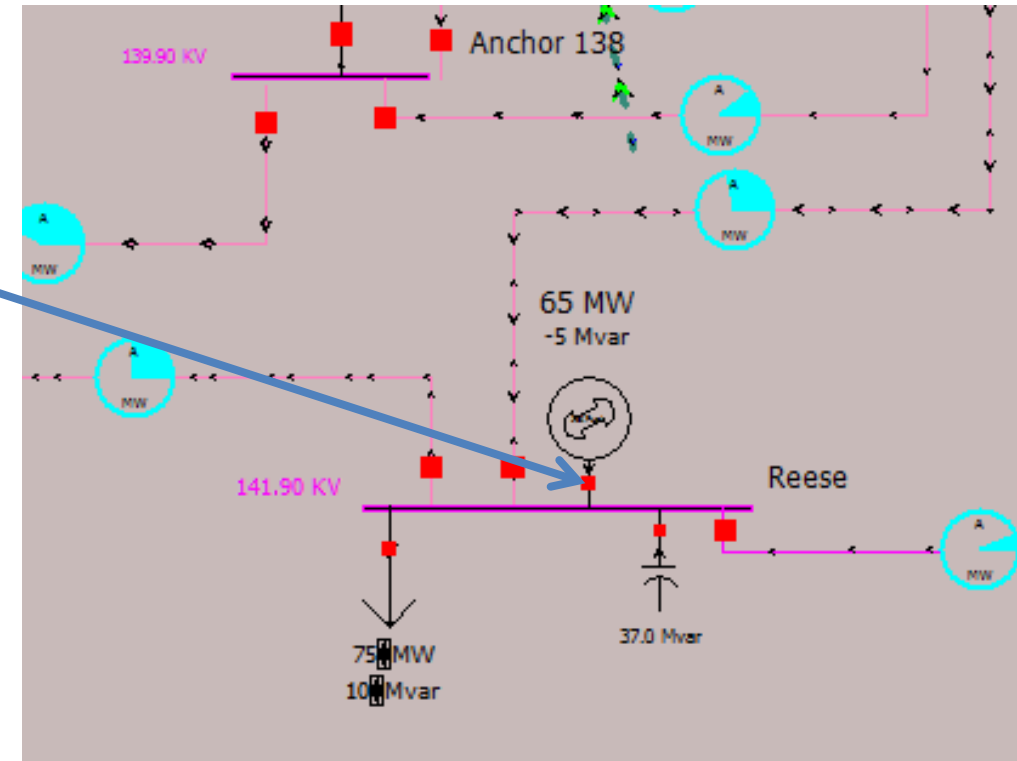 Anchor 138
139.90 KV
A
MW
A
MW
A
MW
65 MW
-5 Mvar
A
MW
Reese
141.90 KV
A
MW
37.0 Mvar
75 MW
10 Mvar